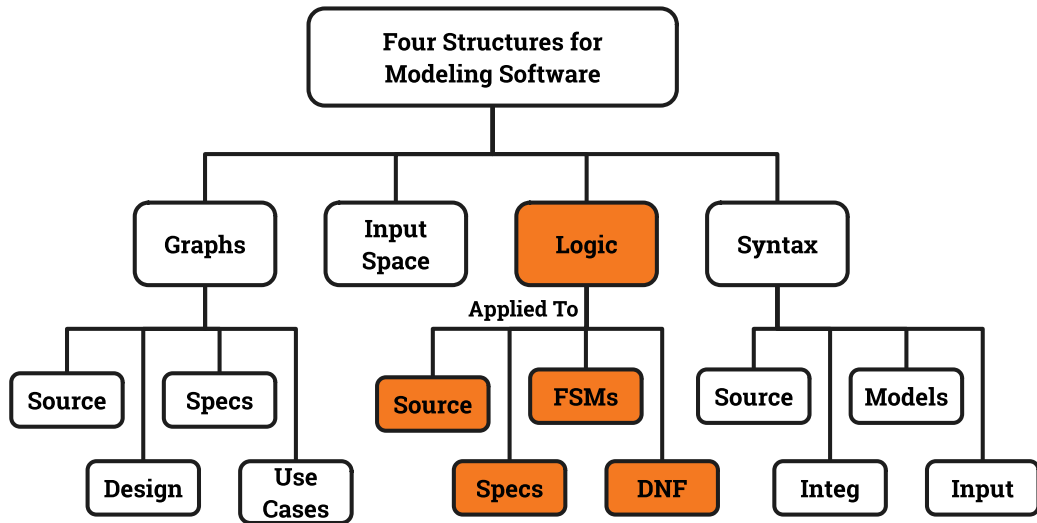 Four Structures for
Modeling Software
Graphs
Input
Space
Logic
Syntax
Applied To
Source
Specs
Source
FSMs
Source
Models
Design
Use
Cases
Specs
DNF
Integ
Input